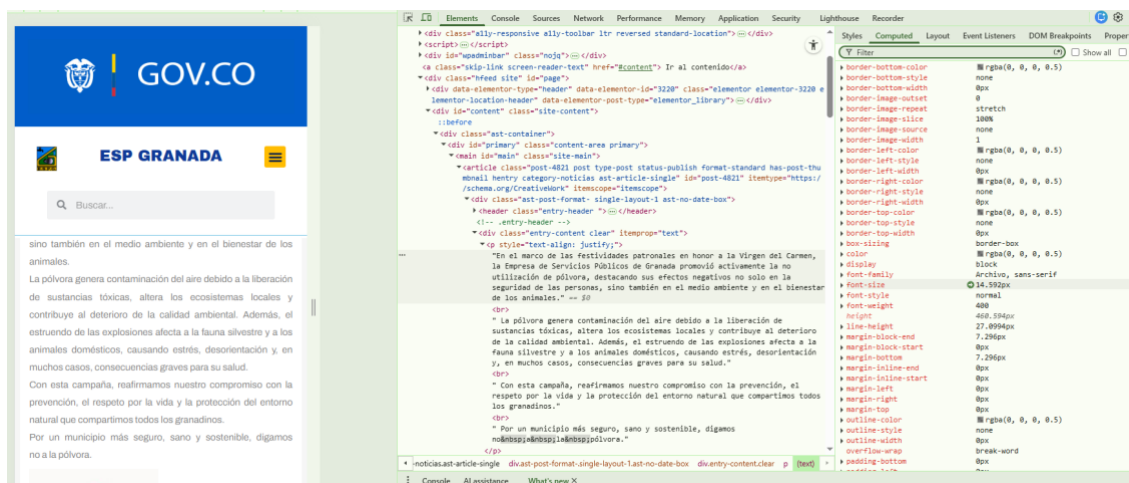 GOV.CO
ESP GRANADA
Buscar...
sino también en el medio ambiente y en el bienestar de los
animales.
La pólvora genera contaminación del aire debido a la liberación
de sustancias tóxicas, altera los ecosistemas locales y
contribuye al deterioro de la calidad ambiental. Además, el
estruendo de las explosiones afecta a la fauna silvestre y a los
animales domésticos, causando estrés, desorientación y, en
muchos casos, consecuencias graves para su salud.
Con esta campaña, reafirmamos nuestro compromiso con la
prevención, el respeto por la vida y la protección del entorno
natural que compartimos todos los granadinos.
Por un municipio más seguro, sano y sostenible, digamos
no a la pólvora.
Elements Console Sources Network Performance Memory Application Security Lighthouse Recorder
<div class="a11y-responsive a11y-toolbar ltr reversed standard-location"> </div>
<script> </script>
<div id="wpadminbar" class="nojq"> </div>
<a class="skip-link screen-reader-text" href="#content"> Ir al contenido</a>
<div class="hfeed site" id="page">
<div data-elementor-type="header" data-elementor-id="3220" class="elementor elementor-3220 e
lementor-location-header" data-elementor-post-type="elementor_library"> </div>
<div id="content" class="site-content">
::before
<div class="ast-container">
<div id="primary" class="content-area primary">
<main id="main" class="site-main">
<article class="post-4821 post type-post status-publish format-standard has-post-thu
mbnail hentry category-noticias ast-article-single" id="post-4821" itemtype="https:/
/schema.org/CreativeWork" itemscope="itemscope">
<div class="ast-post-format- single-layout-1 ast-no-date-box">
<header class="entry-header "> </header>
<!-- .entry-header -->
<div class="entry-content clear" itemprop="text">
<p style="text-align: justify;">
"En el marco de las festividades patronales en honor a la Virgen del Carmen,
la Empresa de Servicios Públicos de Granada promovió activamente la no
utilización de pólvora, destacando sus efectos negativos no solo en la
seguridad de las personas, sino también en el medio ambiente y en el bienestar
de los animales." == $0
<br>
" La pólvora genera contaminación del aire debido a la liberación de
sustancias tóxicas, altera los ecosistemas locales y contribuye al deterioro
de la calidad ambiental. Además, el estruendo de las explosiones afecta a la
fauna silvestre y a los animales domésticos, causando estrés, desorientación
y, en muchos casos, consecuencias graves para su salud."
<br>
" Con esta campaña, reafirmamos nuestro compromiso con la prevención, el
respeto por la vida y la protección del entorno natural que compartimos todos
los granadinos."
<br>
" Por un municipio más seguro, sano y sostenible, digamos
no&nbsp;a&nbsp;la&nbsp;pólvora."
</p>
-noticias.ast-article-single div.ast-post-format-.single-layout-1.ast-no-date-box div.entry-content.clear p (text)
Console AI assistance What's new ×
Styles Computed Layout Event Listeners DOM Breakpoints Proper
Filter Show all
border-bottom-color rgba(0, 0, 0, 0.5)
border-bottom-style none
border-bottom-width 0px
border-image-outset 0
border-image-repeat stretch
border-image-slice 100%
border-image-source none
border-image-width 1
border-left-color rgba(0, 0, 0, 0.5)
border-left-style none
border-left-width 0px
border-right-color rgba(0, 0, 0, 0.5)
border-right-style none
border-right-width 0px
border-top-color rgba(0, 0, 0, 0.5)
border-top-style none
border-top-width 0px
box-sizing border-box
color rgba(0, 0, 0, 0.5)
display block
font-family Archivo, sans-serif
font-size 14.592px
font-style normal
font-weight 400
height 460.594px
line-height 27.0994px
margin-block-end 7.296px
margin-block-start 0px
margin-bottom 7.296px
margin-inline-end 0px
margin-inline-start 0px
margin-left 0px
margin-right 0px
margin-top 0px
outline-color rgba(0, 0, 0, 0.5)
outline-style none
outline-width 0px
overflow-wrap break-word
padding-bottom 0px